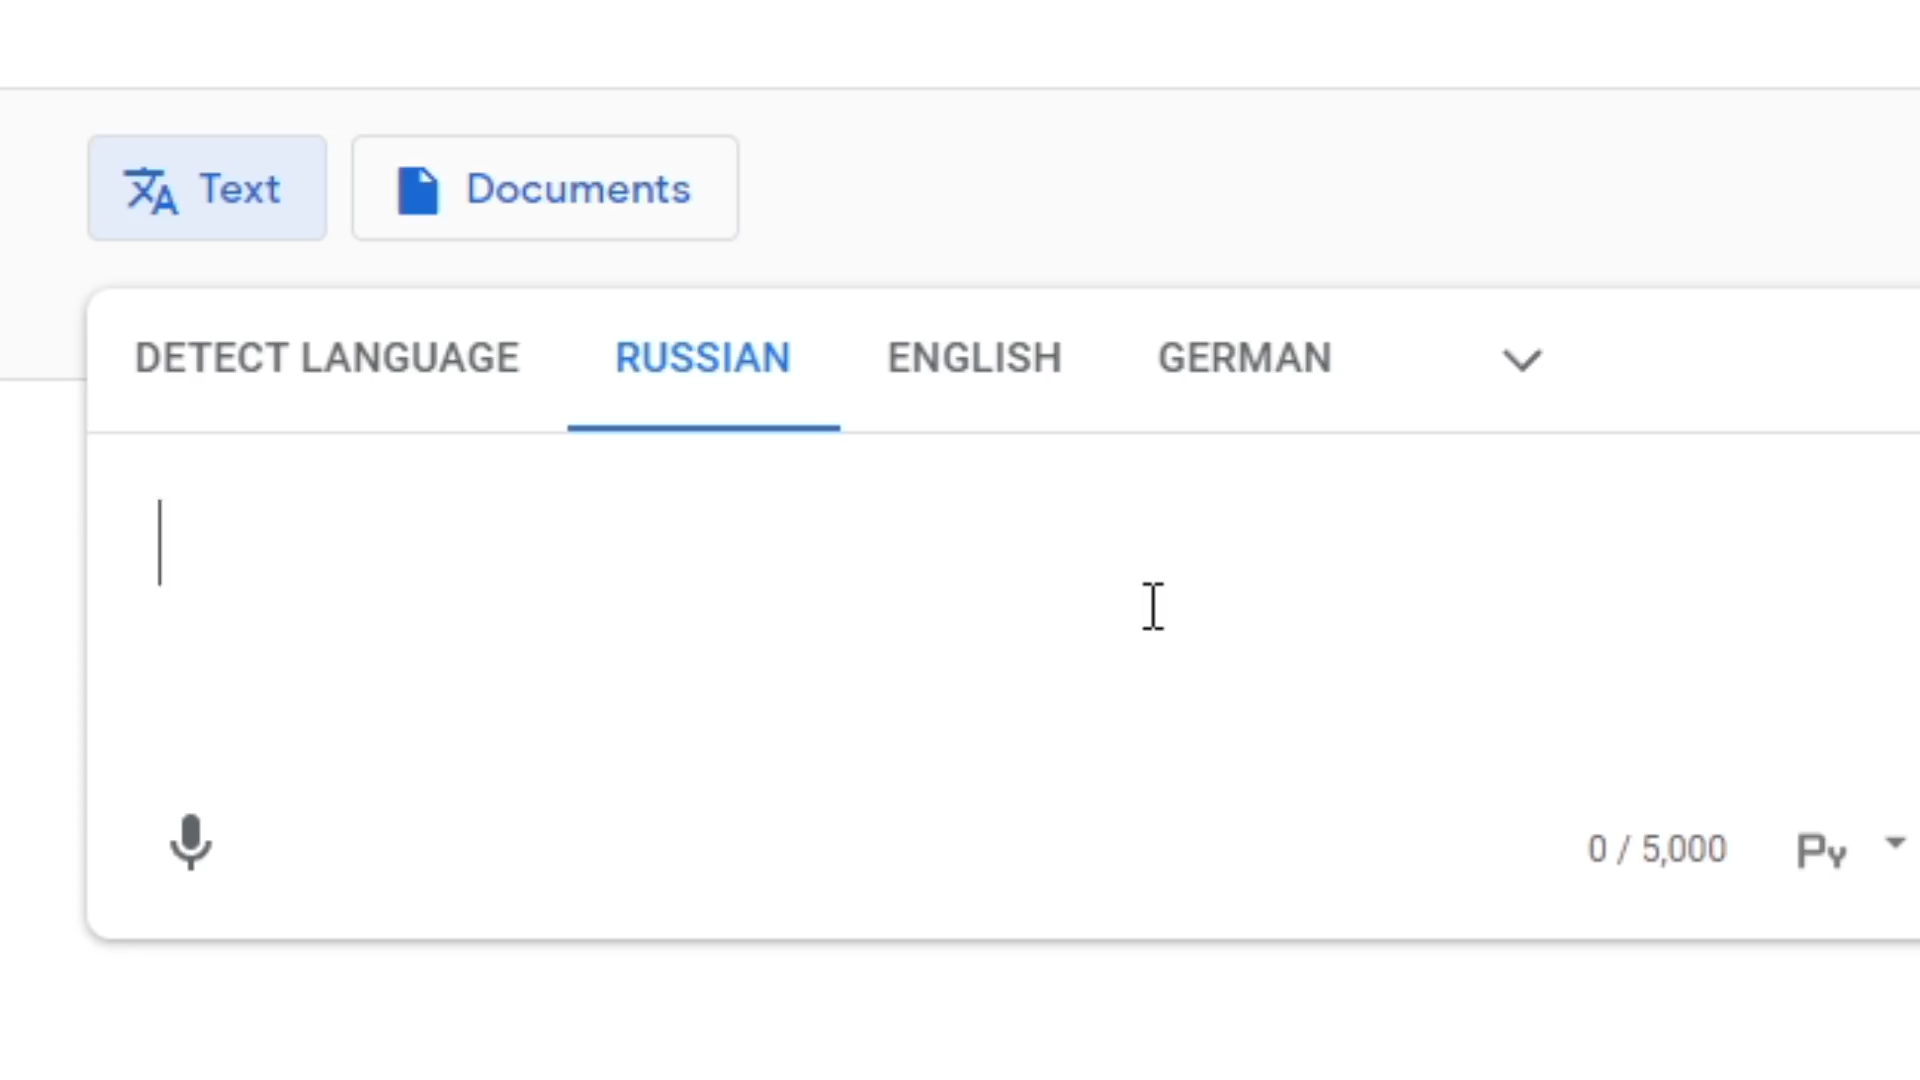 Text Documents
DETECT LANGUAGE RUSSIAN ENGLISH GERMAN
0 / 5,000 Ру